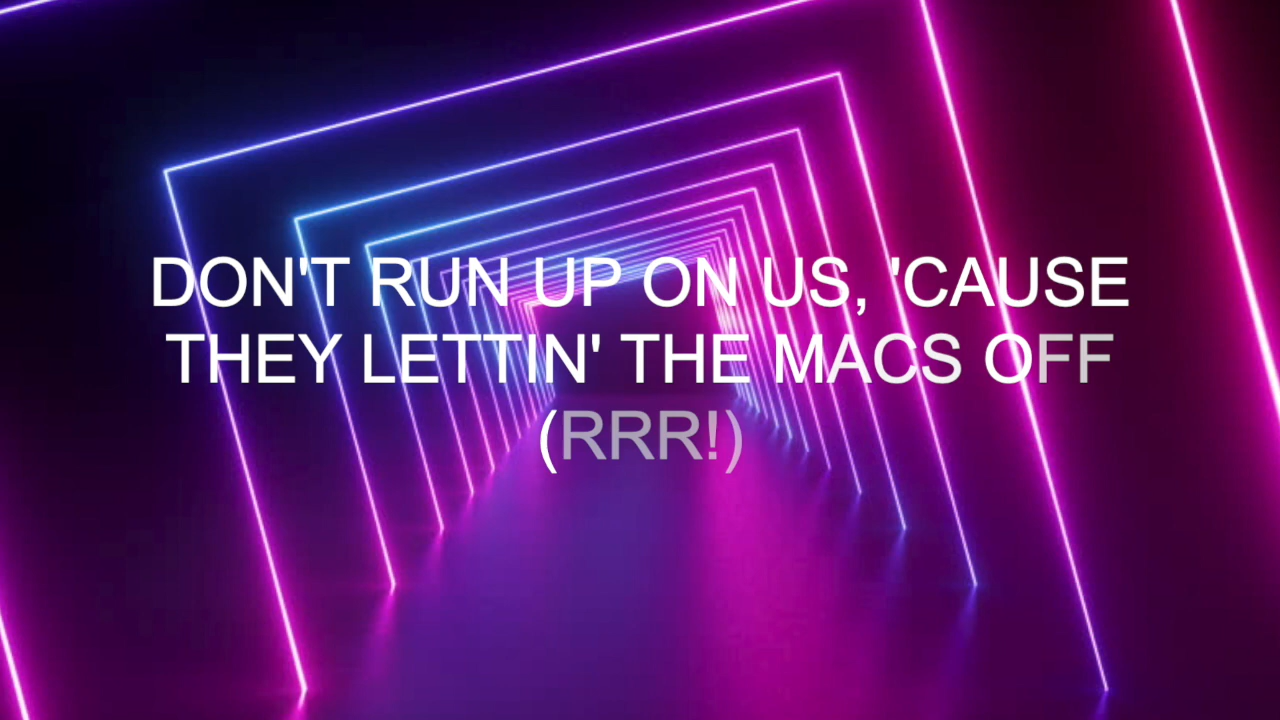 DON'T RUN UP ON US, 'CAUSE
THEY LETTIN' THE MACS OFF
(RRR!)